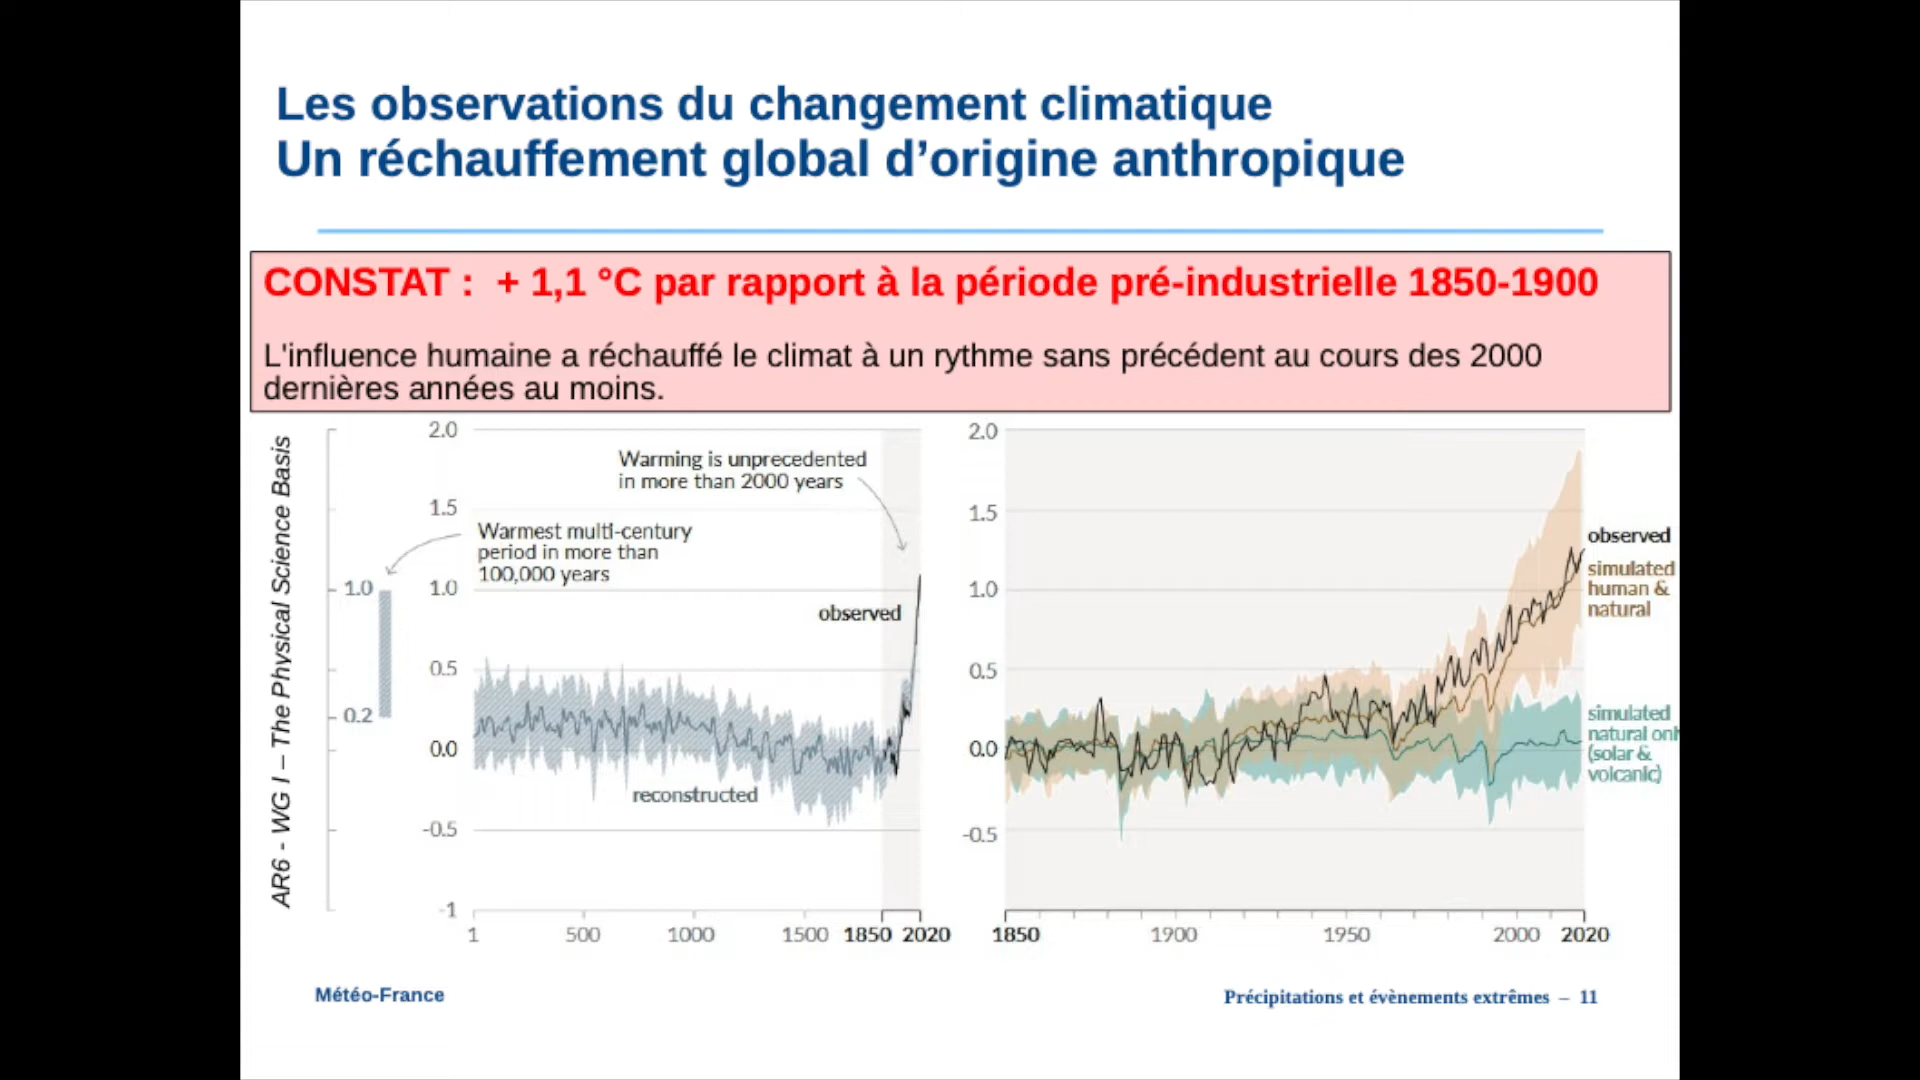 Les observations du changement climatique
Un réchauffement global d’origine anthropique
CONSTAT : + 1,1 °C par rapport à la période pré-industrielle 1850-1900
L'influence humaine a réchauffé le climat à un rythme sans précédent au cours des 2000
dernières années au moins.
AR6 - WG I – The Physical Science Basis
1.0
0.2
2.0
1.5
1.0
0.5
0.0
-0.5
-1
Warming is unprecedented
in more than 2000 years
Warmest multi-century
period in more than
100,000 years
observed
reconstructed
1 500 1000 1500 1850 2020
2.0
1.5
1.0
0.5
0.0
-0.5
observed
simulated
human &
natural
simulated
natural onl
(solar &
volcanic)
1850 1900 1950 2000 2020
Météo-France
Précipitations et évènements extrêmes – 11